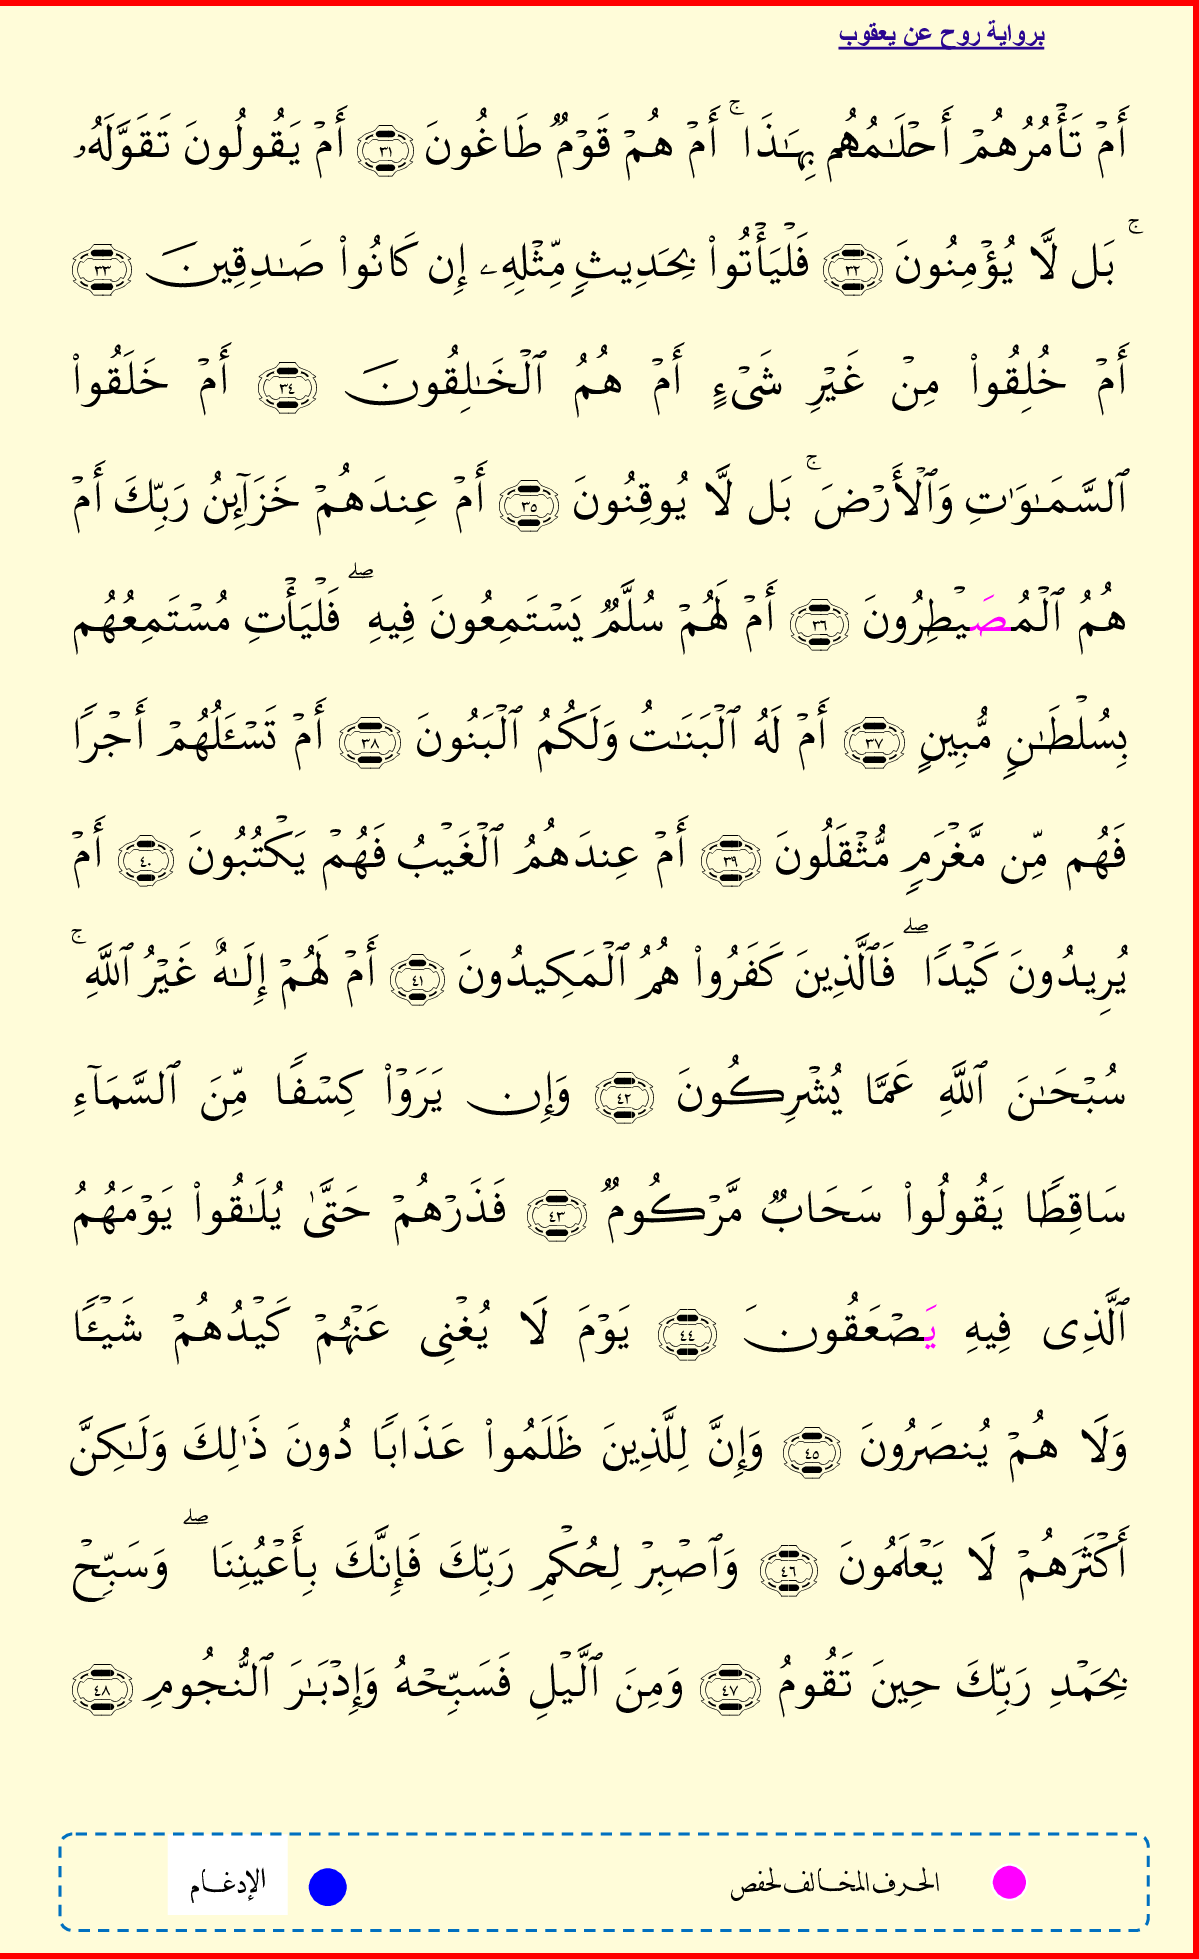 برواية روح عن يعقوب
أَمۡ تَأۡمُرُهُمۡ أَحۡلَٰمُهُم بِهَٰذَاۚ أَمۡ هُمۡ قَوۡمٞ طَاغُونَ ٣١ أَمۡ يَقُولُونَ تَقَوَّلَهُۥ
ۚ بَل لَّا يُؤۡمِنُونَ ٣٢ فَلۡيَأۡتُواْ بِحَدِيثٖ مِّثۡلِهِۦ إِن كَانُواْ صَٰدِقِينَ ٣٣
أَمۡ خُلِقُواْ مِنۡ غَيۡرِ شَيۡءٍ أَمۡ هُمُ ٱلۡخَٰلِقُونَ ٣٤ أَمۡ خَلَقُواْ
ٱلسَّمَٰوَٰتِ وَٱلۡأَرۡضَۚ بَل لَّا يُوقِنُونَ ٣٥ أَمۡ عِندَهُمۡ خَزَآئِنُ رَبِّكَ أَمۡ
هُمُ ٱلۡمُصَيۡطِرُونَ ٣٦ أَمۡ لَهُمۡ سُلَّمٞ يَسۡتَمِعُونَ فِيهِۖ فَلۡيَأۡتِ مُسۡتَمِعُهُم
بِسُلۡطَٰنٖ مُّبِينٍ ٣٧ أَمۡ لَهُ ٱلۡبَنَٰتُ وَلَكُمُ ٱلۡبَنُونَ ٣٨ أَمۡ تَسۡـَٔلُهُمۡ أَجۡرٗا
فَهُم مِّن مَّغۡرَمٖ مُّثۡقَلُونَ ٣٩ أَمۡ عِندَهُمُ ٱلۡغَيۡبُ فَهُمۡ يَكۡتُبُونَ ٤٠ أَمۡ
يُرِيدُونَ كَيۡدٗاۖ فَٱلَّذِينَ كَفَرُواْ هُمُ ٱلۡمَكِيدُونَ ٤١ أَمۡ لَهُمۡ إِلَٰهٌ غَيۡرُ ٱللَّهِۚ
سُبۡحَٰنَ ٱللَّهِ عَمَّا يُشۡرِكُونَ ٤٢ وَإِن يَرَوۡاْ كِسۡفٗا مِّنَ ٱلسَّمَآءِ
سَاقِطٗا يَقُولُواْ سَحَابٞ مَّرۡكُومٞ ٤٣ فَذَرۡهُمۡ حَتَّىٰ يُلَٰقُواْ يَوۡمَهُمُ
ٱلَّذِي فِيهِ يَصۡعَقُونَ ٤٤ يَوۡمَ لَا يُغۡنِي عَنۡهُمۡ كَيۡدُهُمۡ شَيۡـٔٗا
وَلَا هُمۡ يُنصَرُونَ ٤٥ وَإِنَّ لِلَّذِينَ ظَلَمُواْ عَذَابٗا دُونَ ذَٰلِكَ وَلَٰكِنَّ
أَكۡثَرَهُمۡ لَا يَعۡلَمُونَ ٤٦ وَٱصۡبِرۡ لِحُكۡمِ رَبِّكَ فَإِنَّكَ بِأَعۡيُنِنَاۖ وَسَبِّحۡ
بِحَمۡدِ رَبِّكَ حِينَ تَقُومُ ٤٧ وَمِنَ ٱلَّيۡلِ فَسَبِّحۡهُ وَإِدۡبَٰرَ ٱلنُّجُومِ ٤٨
الحرف المخالف لحفص
الإدغام